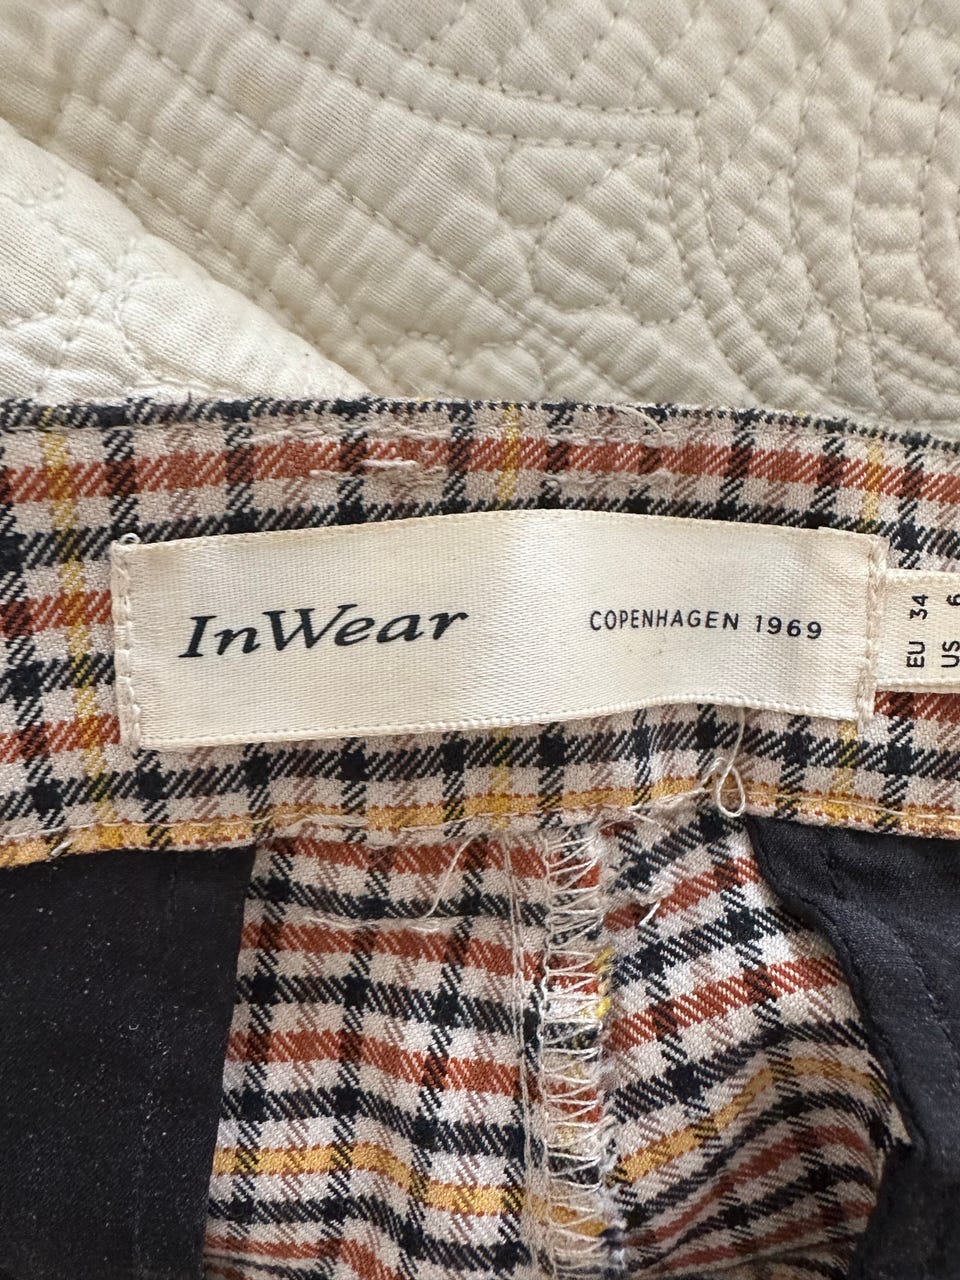 InWear
COPENHAGEN 1969
EU 34
US 6